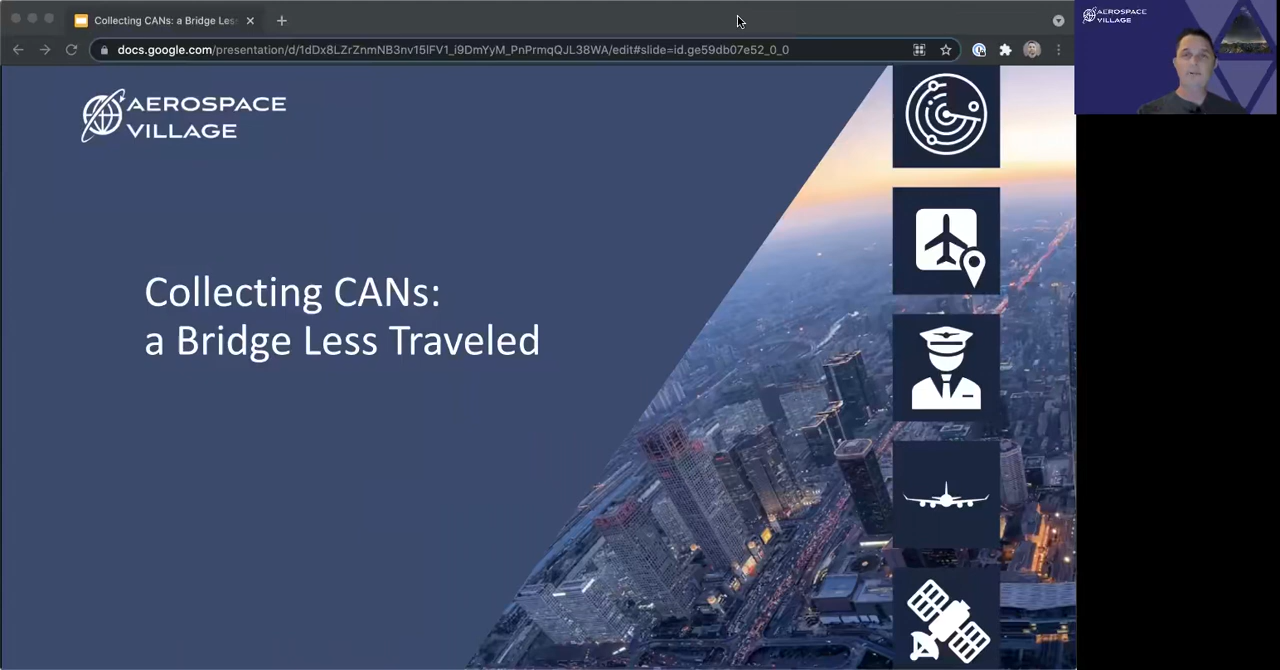 Collecting CANs: a Bridge Les
docs.google.com/presentation/d/1dDx8LZrZnmNB3nv15lFV1_i9DmYyM_PnPrmqQJL38WA/edit#slide=id.ge59db07e52_0_0
AEROSPACE
VILLAGE
AEROSPACE
VILLAGE
Collecting CANs:
a Bridge Less Traveled